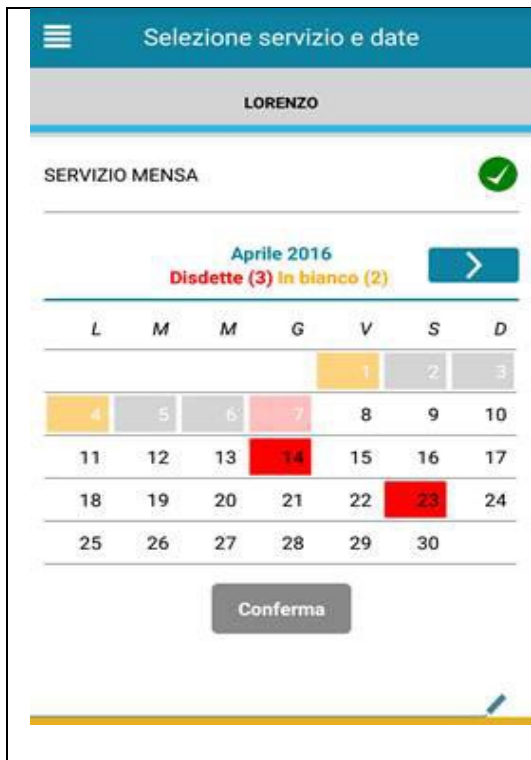 Selezione servizio e date
LORENZO
SERVIZIO MENSA
Aprile 2016
Disdette (3) In bianco (2)
L M M G V S D
1 2 3
4 5 6 7 8 9 10
11 12 13 14 15 16 17
18 19 20 21 22 23 24
25 26 27 28 29 30
Conferma